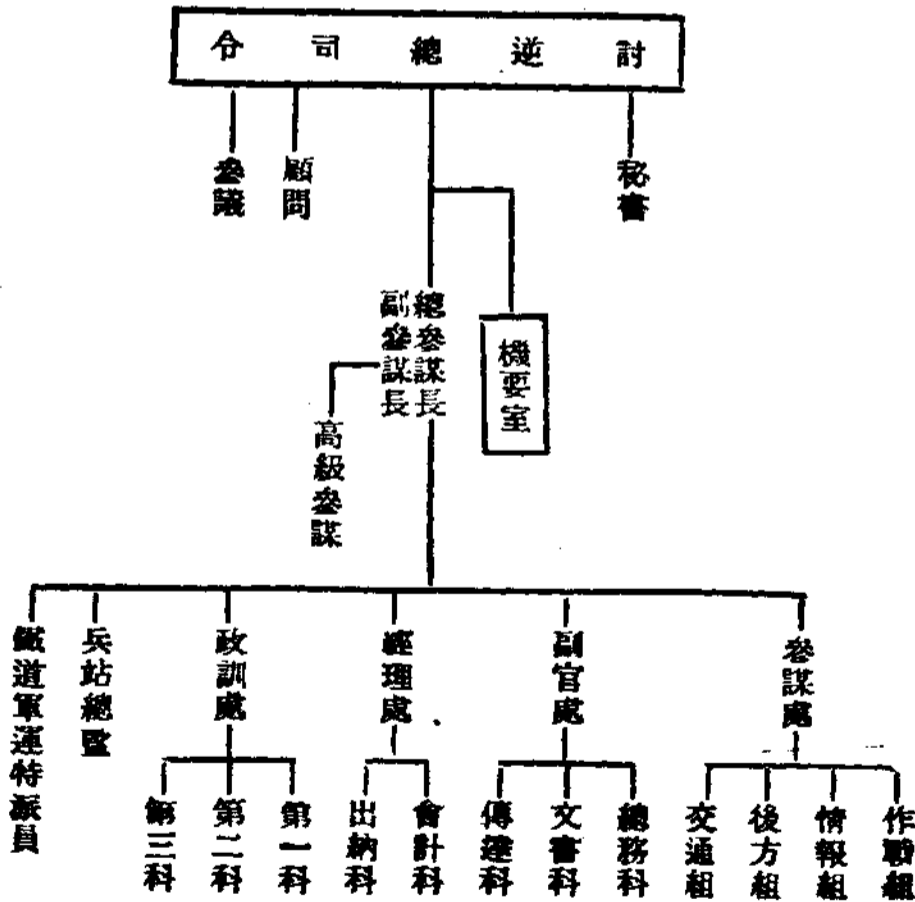 討逆總司令
秘書
顧問
參議
機要室
總參謀長
副參謀長
高級參謀
參謀處
副官處
經理處
政訓處
兵站總監
鐵道軍運特派員
作戰組
情報組
後方組
交通組
總務科
文書科
傳達科
會計科
出納科
第一科
第二科
第三科